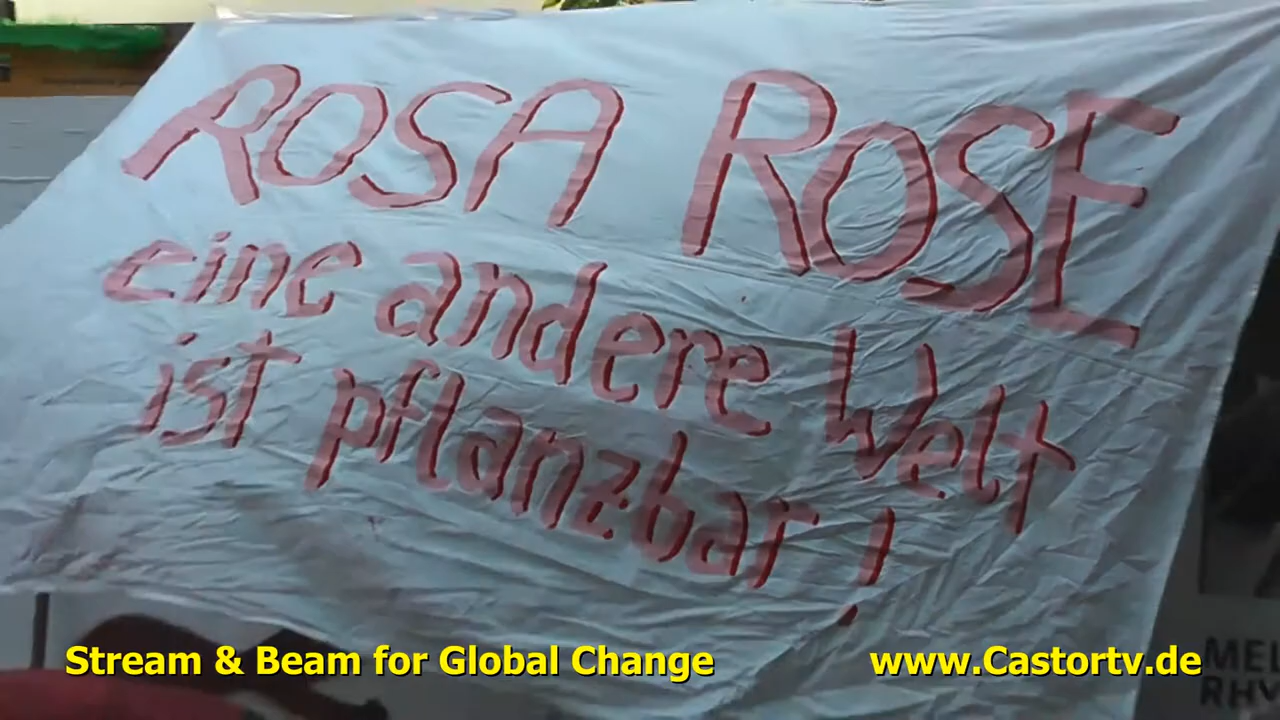 ROSA ROSE
eine andere Welt
ist pflanzbar!
Stream & Beam for Global Change
www.Castortv.de